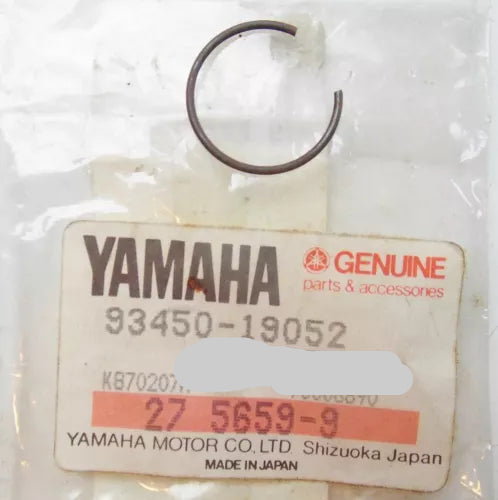 YAMAHA
GENUINE
parts & accessories
93450-19052
27 5659-9
YAMAHA MOTOR CO., LTD. Shizuoka Japan
MADE IN JAPAN